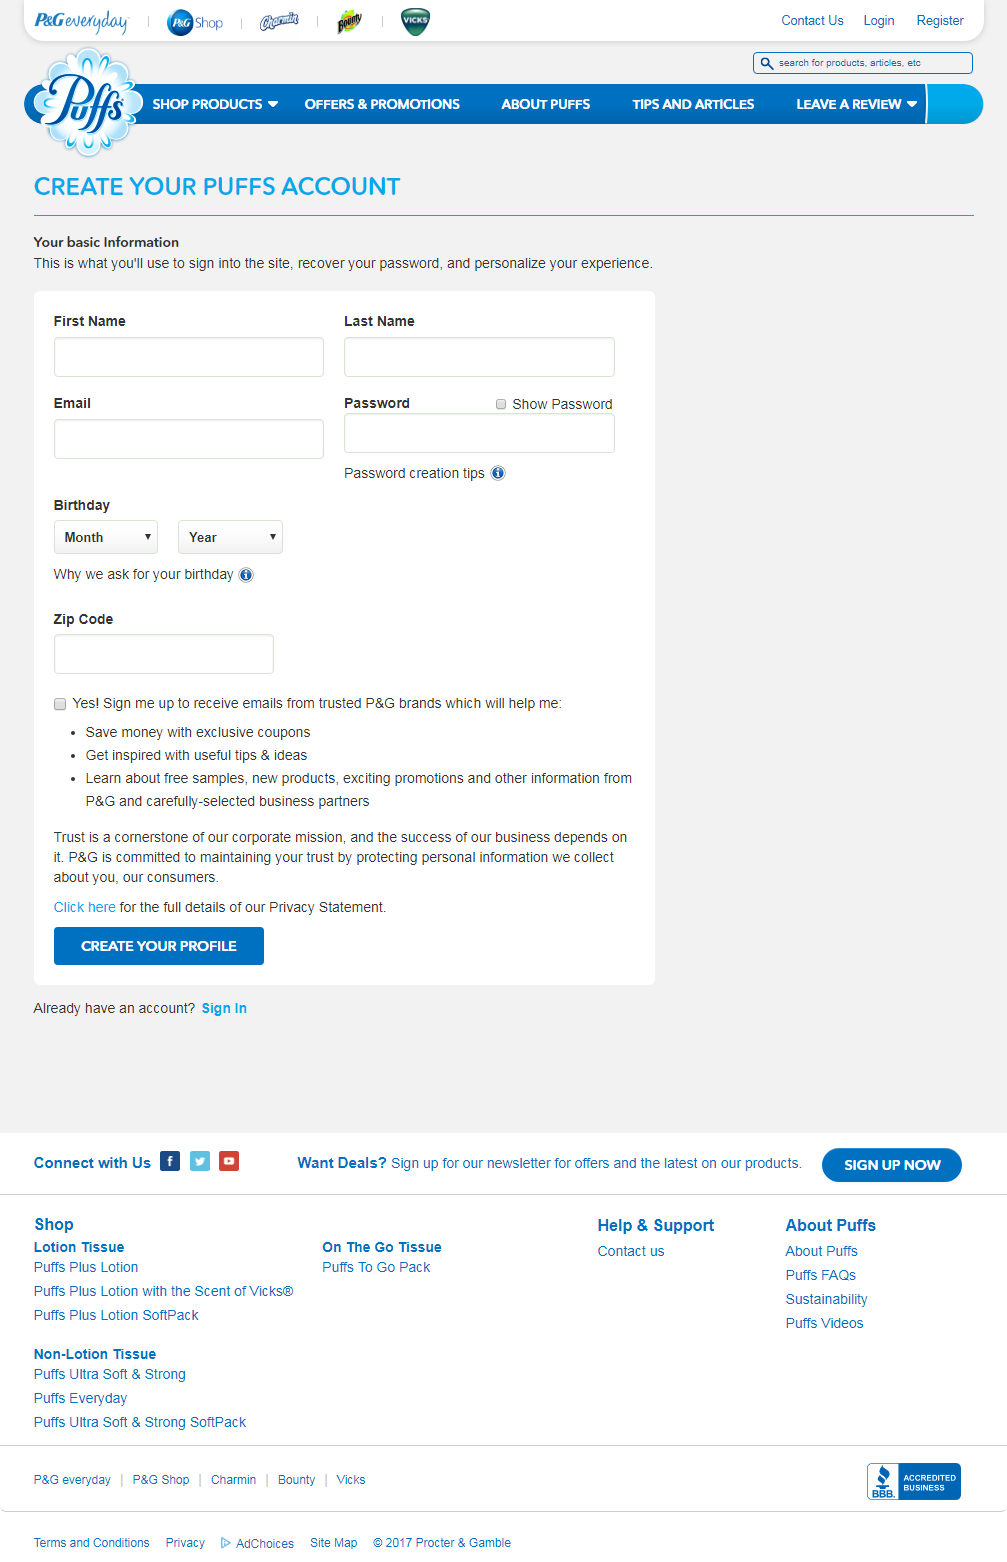 P&G everyday
P&G Shop
Charmin
Bounty
VICKS
Contact Us Login Register
search for products, articles, etc
Puffs
SHOP PRODUCTS OFFERS & PROMOTIONS ABOUT PUFFS TIPS AND ARTICLES LEAVE A REVIEW
CREATE YOUR PUFFS ACCOUNT
Your basic Information
This is what you'll use to sign into the site, recover your password, and personalize your experience.
First Name Last Name
Email Password Show Password
Password creation tips
Birthday
Month Year
Why we ask for your birthday
Zip Code
Yes! Sign me up to receive emails from trusted P&G brands which will help me:
• Save money with exclusive coupons
• Get inspired with useful tips & ideas
• Learn about free samples, new products, exciting promotions and other information from
P&G and carefully-selected business partners
Trust is a cornerstone of our corporate mission, and the success of our business depends on
it. P&G is committed to maintaining your trust by protecting personal information we collect
about you, our consumers.
Click here for the full details of our Privacy Statement.
CREATE YOUR PROFILE
Already have an account? Sign In
Connect with Us
Want Deals? Sign up for our newsletter for offers and the latest on our products.
SIGN UP NOW
Shop
Lotion Tissue
Puffs Plus Lotion
Puffs Plus Lotion with the Scent of Vicks®
Puffs Plus Lotion SoftPack
Non-Lotion Tissue
Puffs Ultra Soft & Strong
Puffs Everyday
Puffs Ultra Soft & Strong SoftPack
On The Go Tissue
Puffs To Go Pack
Help & Support
Contact us
About Puffs
About Puffs
Puffs FAQs
Sustainability
Puffs Videos
P&G everyday | P&G Shop | Charmin | Bounty | Vicks
BBB. ACCREDITED
BUSINESS
Terms and Conditions Privacy AdChoices Site Map © 2017 Procter & Gamble